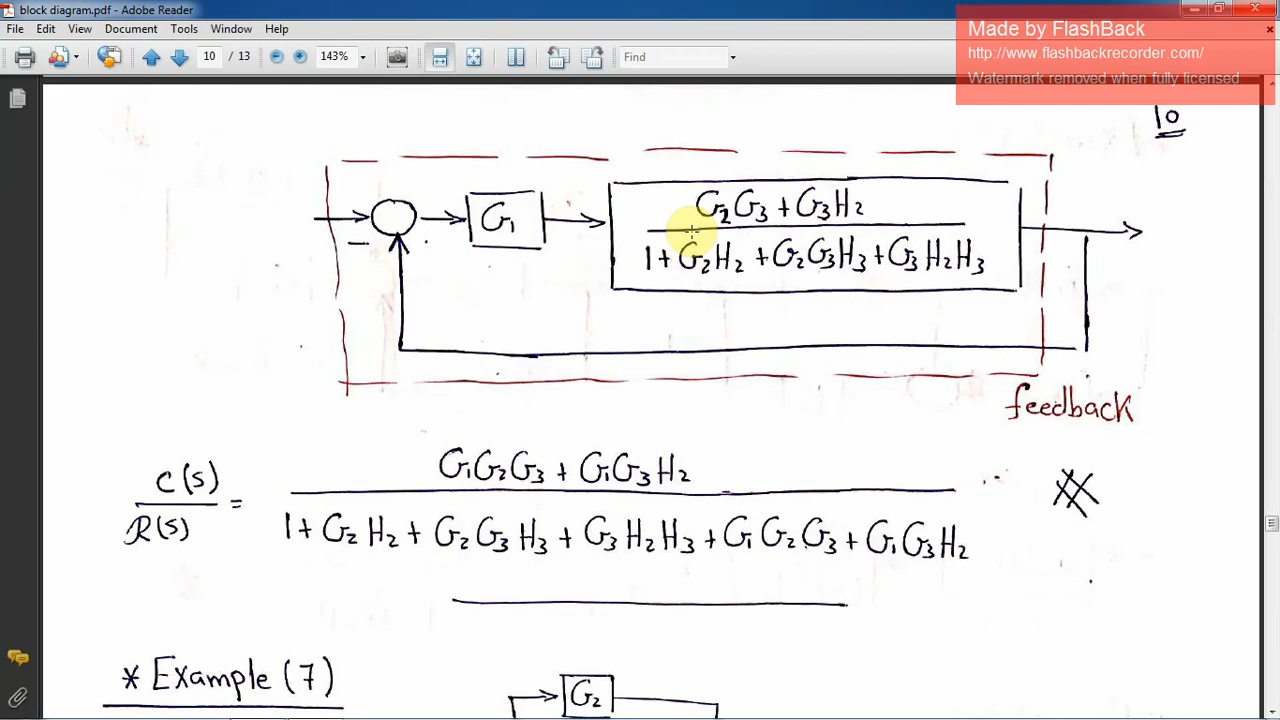 block diagram.pdf - Adobe Reader
File Edit View Document Tools Window Help
Made by FlashBack
http://www.flashbackrecorder.com/
Watermark removed when fully licensed
10 / 13 143% Find
10
G₁
G₂G₃ + G₃H₂
1 + G₂H₂ + G₂G₃H₃ + G₃H₂H₃
−
feedback
G₁G₂G₃ + G₁G₃H₂
C(s)
R(s)
=
1 + G₂H₂ + G₂G₃H₃ + G₃H₂H₃ + G₁G₂G₃ + G₁G₃H₂
* Example (7)
G₂